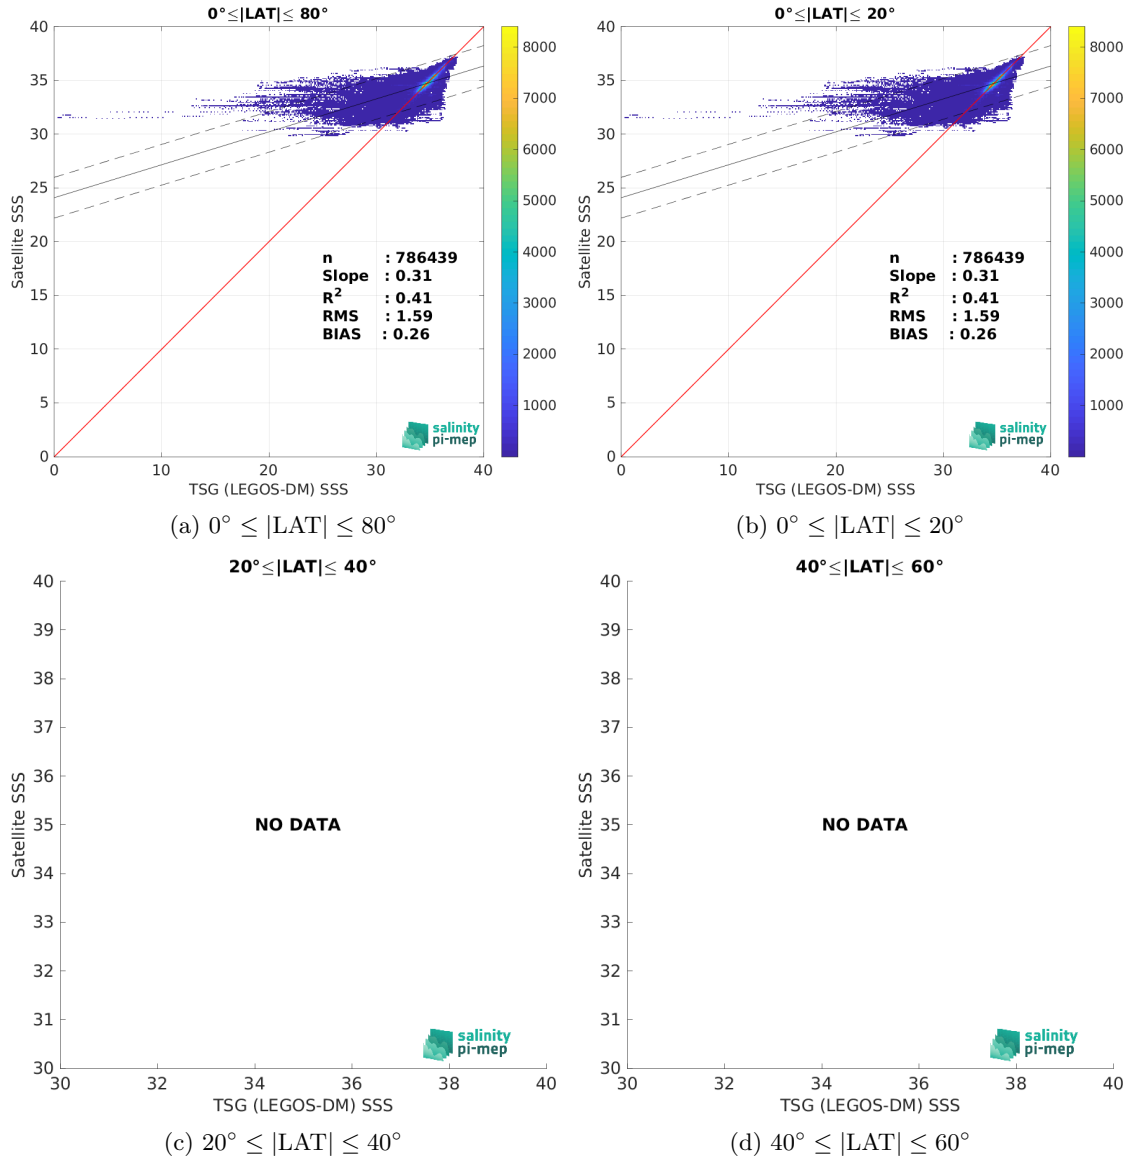 0°≤|LAT|≤ 80°
40
35
30
25
20
15
10
5
0
Satellite SSS
8000
7000
6000
5000
4000
3000
2000
1000
n : 786439
Slope : 0.31
R² : 0.41
RMS : 1.59
BIAS : 0.26
salinity
pi-mep
0 10 20 30 40
TSG (LEGOS-DM) SSS
(a) 0° ≤ |LAT| ≤ 80°
0°≤|LAT|≤ 20°
40
35
30
25
20
15
10
5
0
Satellite SSS
8000
7000
6000
5000
4000
3000
2000
1000
n : 786439
Slope : 0.31
R² : 0.41
RMS : 1.59
BIAS : 0.26
salinity
pi-mep
0 10 20 30 40
TSG (LEGOS-DM) SSS
(b) 0° ≤ |LAT| ≤ 20°
20°≤|LAT|≤ 40°
40
39
38
37
36
35
34
33
32
31
30
Satellite SSS
NO DATA
salinity
pi-mep
30 32 34 36 38 40
TSG (LEGOS-DM) SSS
(c) 20° ≤ |LAT| ≤ 40°
40°≤|LAT|≤ 60°
40
39
38
37
36
35
34
33
32
31
30
Satellite SSS
NO DATA
salinity
pi-mep
30 32 34 36 38 40
TSG (LEGOS-DM) SSS
(d) 40° ≤ |LAT| ≤ 60°